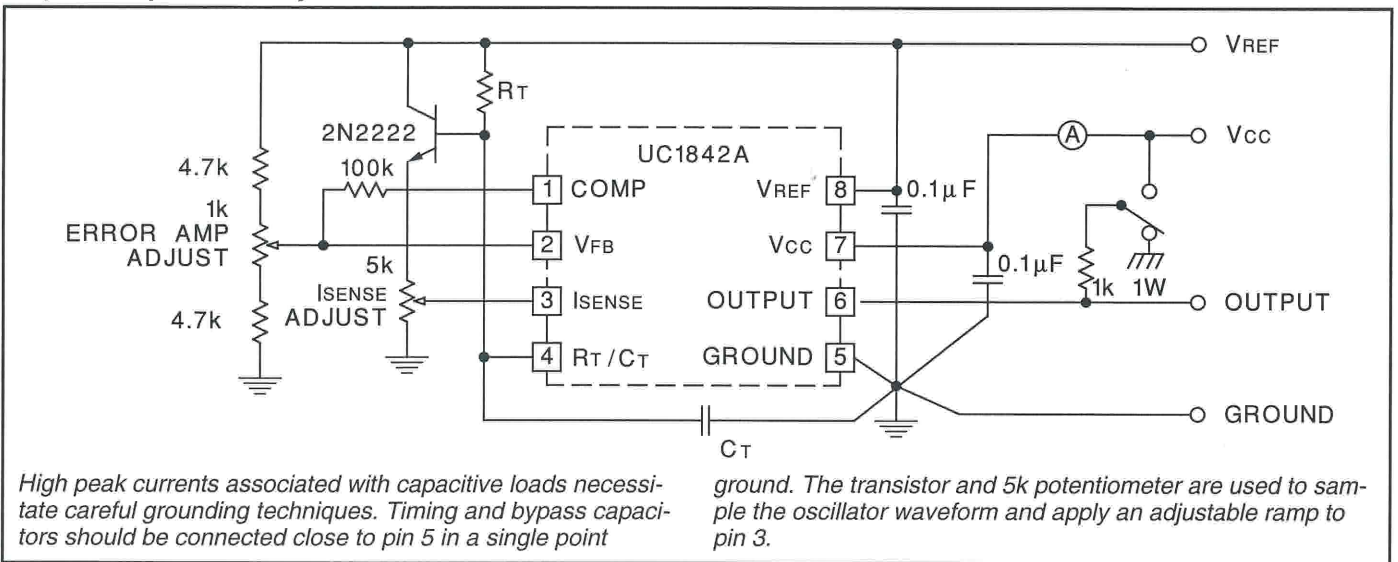 VREF
RT
2N2222
VCC
A
UC1842A
4.7k
100k
1 COMP
VREF 8
0.1μF
1k
ERROR AMP
ADJUST
2 VFB
VCC 7
0.1μF
5k
ISENSE
ADJUST
3 ISENSE
OUTPUT 6
1k 1W
OUTPUT
4.7k
4 RT/CT
GROUND 5
GROUND
CT
High peak currents associated with capacitive loads necessi-
tate careful grounding techniques. Timing and bypass capaci-
tors should be connected close to pin 5 in a single point
ground. The transistor and 5k potentiometer are used to sam-
ple the oscillator waveform and apply an adjustable ramp to
pin 3.